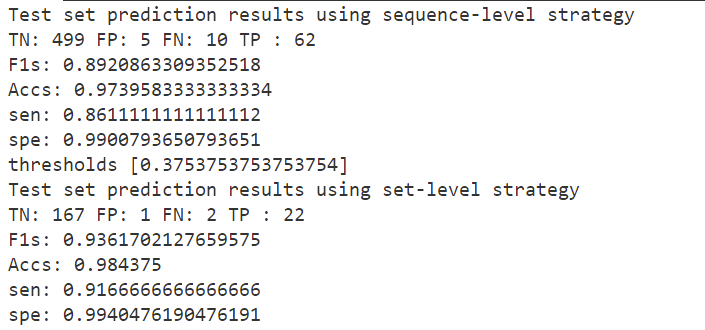 Test set prediction results using sequence-level strategy
TN: 499 FP: 5 FN: 10 TP : 62
F1s: 0.8920863309352518
Accs: 0.9739583333333334
sen: 0.8611111111111112
spe: 0.9900793650793651
thresholds [0.3753753753753754]
Test set prediction results using set-level strategy
TN: 167 FP: 1 FN: 2 TP : 22
F1s: 0.9361702127659575
Accs: 0.984375
sen: 0.9166666666666666
spe: 0.9940476190476191